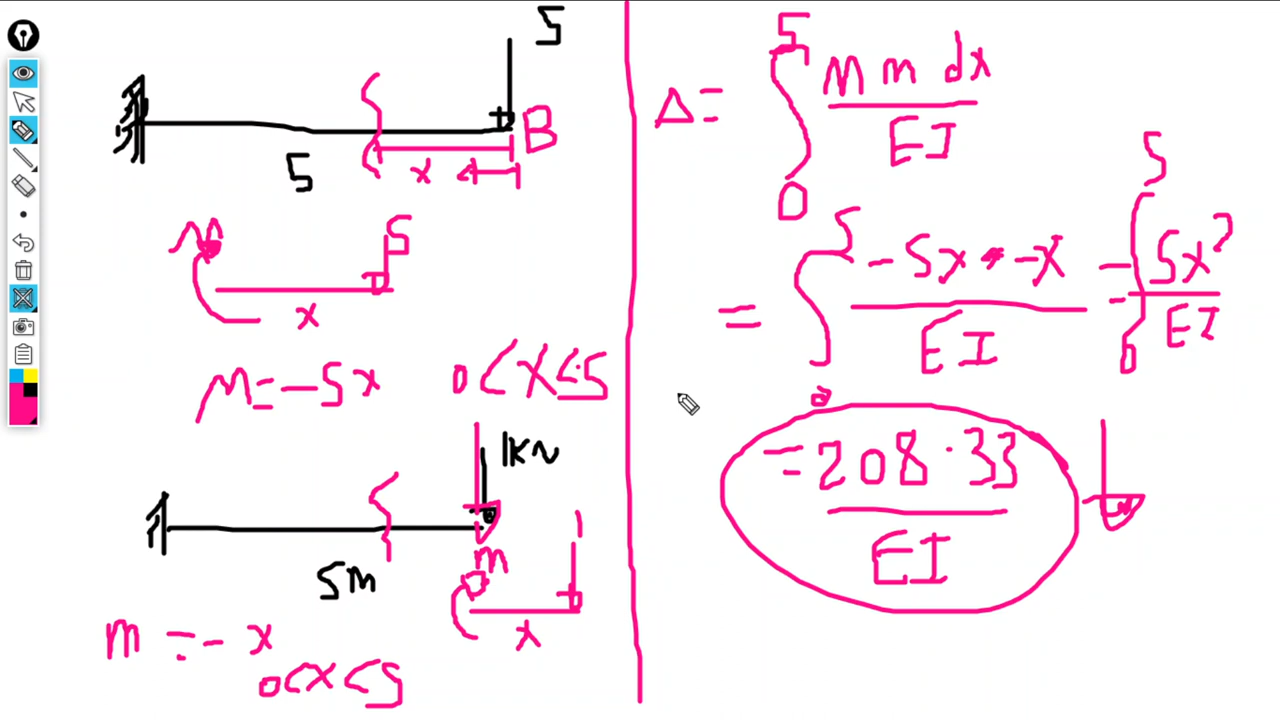 5
B
5
x
5
M
x
M = -5x    0<x≤5
1KN
5m
1
m
x
m = -x
0<x<5
Δ = ∫ 5 0 M m dx / EI
= ∫ 5 0 -5x • -x / EI = ∫ 5 0 5x² / EI
= 208.33 / EI